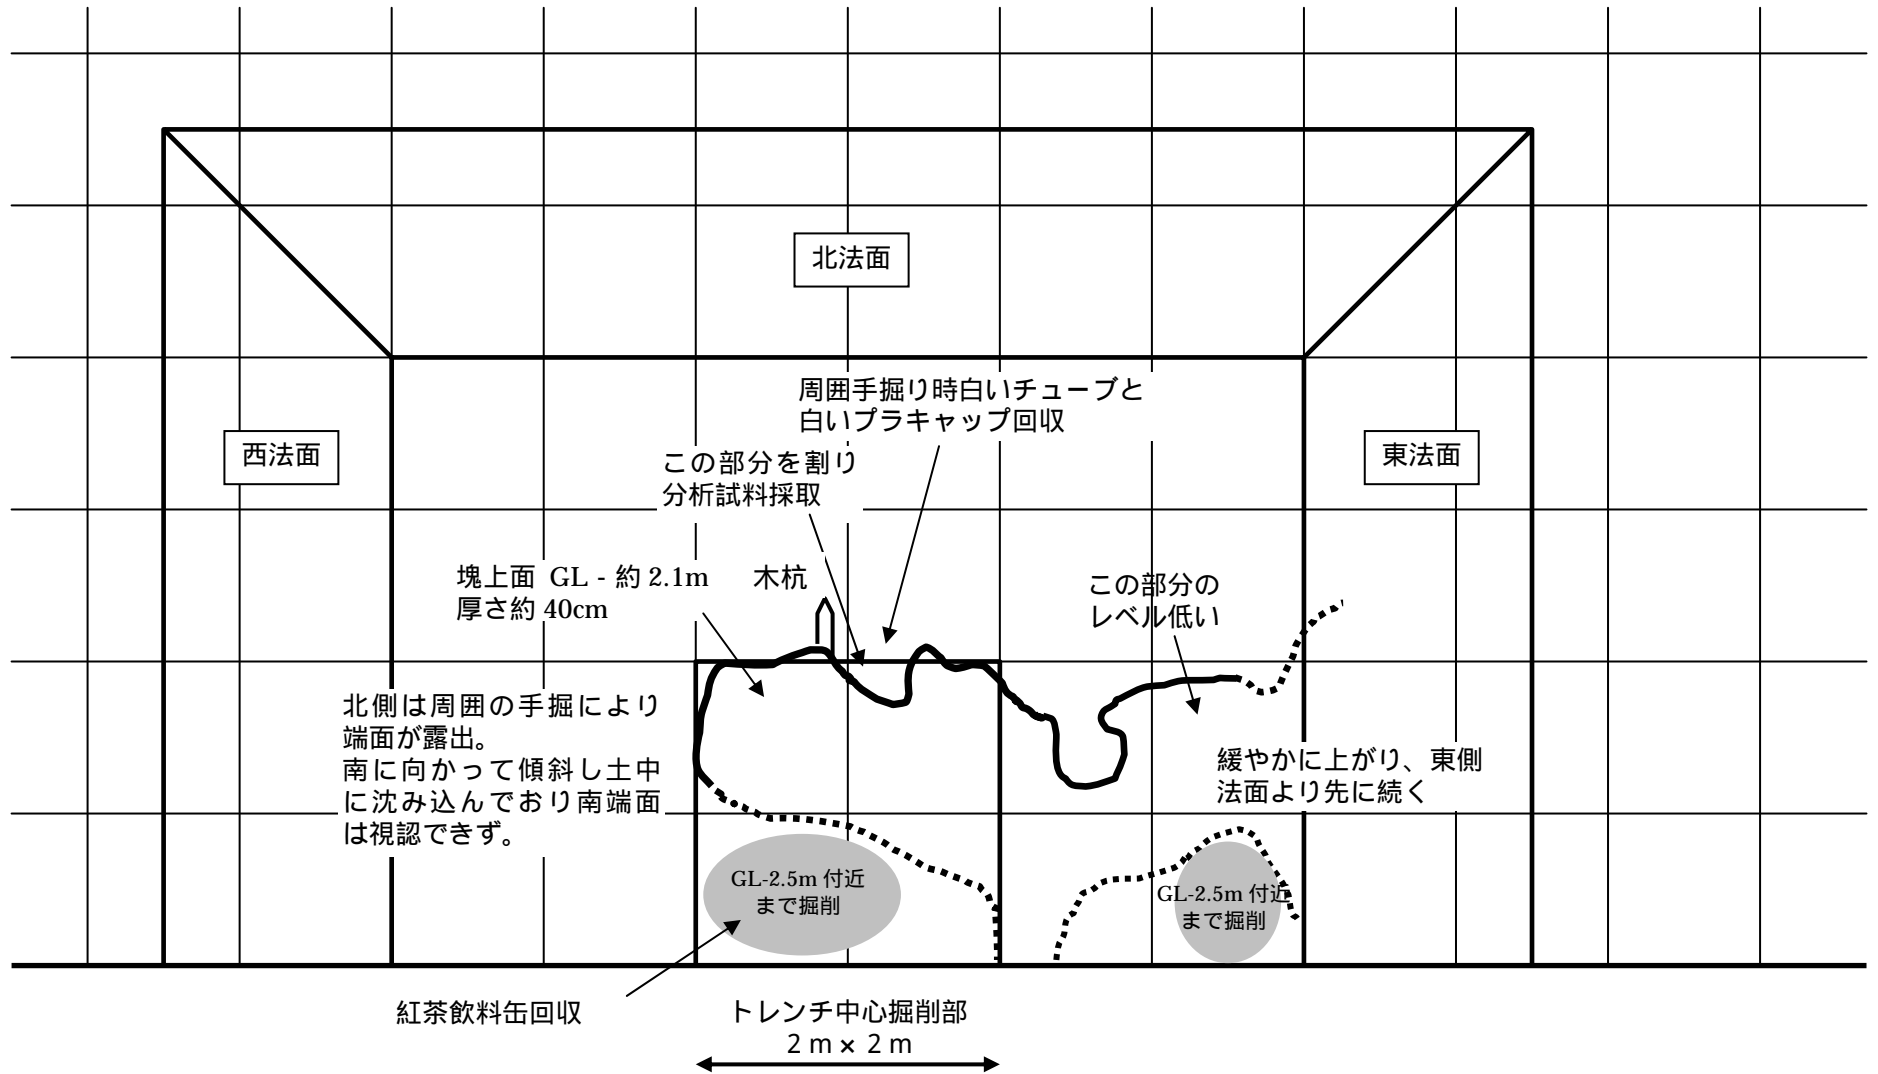 北法面
周囲手掘り時白いチューブと
白いプラキャップ回収
西法面
東法面
この部分を割り
分析試料採取
塊上面 GL - 約 2.1m
厚さ約 40cm
木杭
この部分の
レベル低い
北側は周囲の手掘により
端面が露出。
南に向かって傾斜し土中
に沈み込んでおり南端面
は視認できず。
緩やかに上がり、東側
法面より先に続く
GL-2.5m 付近
まで掘削
GL-2.5m 付近
まで掘削
紅茶飲料缶回収
トレンチ中心掘削部
2 m × 2 m